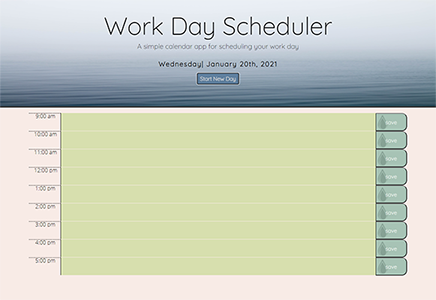 Work Day Scheduler
A simple calendar app for scheduling your work day
Wednesday| January 20th, 2021
Start New Day
9:00 am save
10:00 am save
11:00 am save
12:00 pm save
1:00 pm save
2:00 pm save
3:00 pm save
4:00 pm save
5:00 pm save